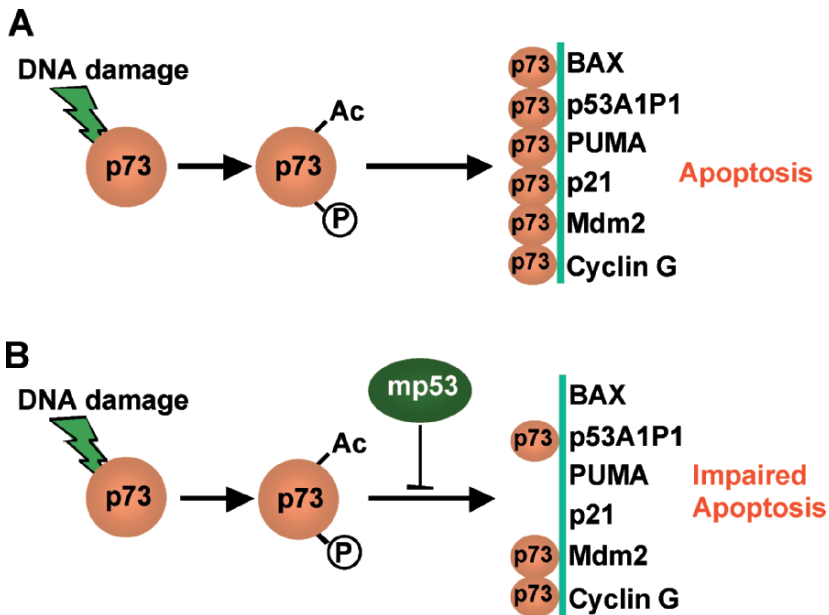 A
DNA damage
p73
Ac
p73
P
p73 BAX
p73 p53A1P1
p73 PUMA
p73 p21
p73 Mdm2
p73 Cyclin G
Apoptosis
B
DNA damage
p73
Ac
p73
P
mp53
BAX
p73 p53A1P1
PUMA
p21
p73 Mdm2
p73 Cyclin G
Impaired
Apoptosis